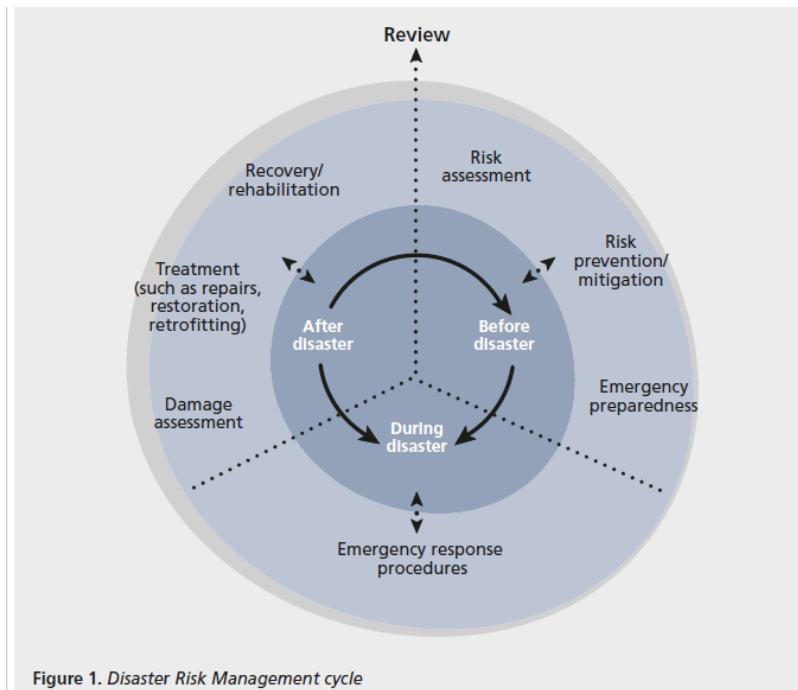 Review
Risk
assessment
Recovery/
rehabilitation
Risk
prevention/
mitigation
Treatment
(such as repairs,
restoration,
retrofitting)
After
disaster
Before
disaster
Emergency
preparedness
Damage
assessment
During
disaster
Emergency response
procedures
Figure 1. Disaster Risk Management cycle